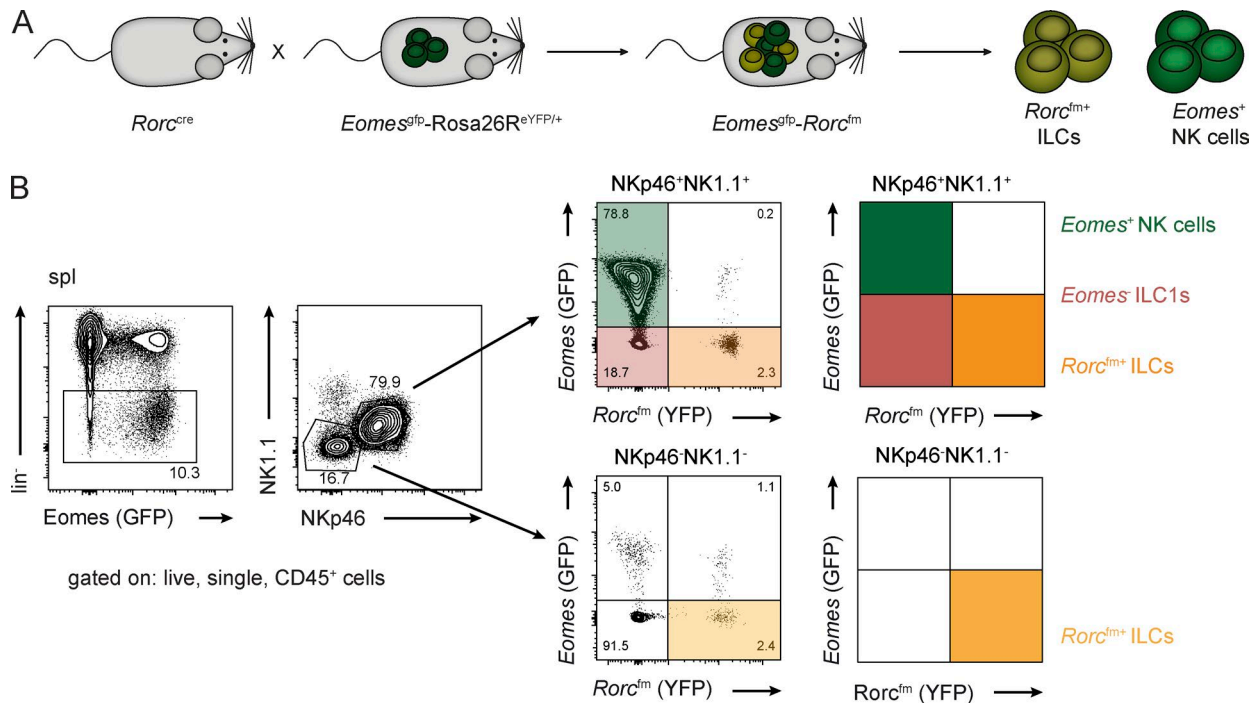 A
X
Rorc^cre
Eomes^gfp-Rosa26R^eYFP/+
Eomes^gfp-Rorc^fm
Rorc^fm+
ILCs
Eomes⁺
NK cells
B
spl
lin⁻
10.3
Eomes (GFP)
NK1.1
79.9
16.7
NKp46
gated on: live, single, CD45⁺ cells
NKp46⁺NK1.1⁺
78.8
0.2
Eomes (GFP)
18.7
2.3
Rorc^fm (YFP)
NKp46⁺NK1.1⁺
Eomes (GFP)
Rorc^fm (YFP)
Eomes⁺ NK cells
Eomes⁻ ILC1s
Rorc^fm+ ILCs
NKp46⁻NK1.1⁻
5.0
1.1
Eomes (GFP)
91.5
2.4
Rorc^fm (YFP)
NKp46⁻NK1.1⁻
Eomes (GFP)
Rorc^fm (YFP)
Rorc^fm+ ILCs